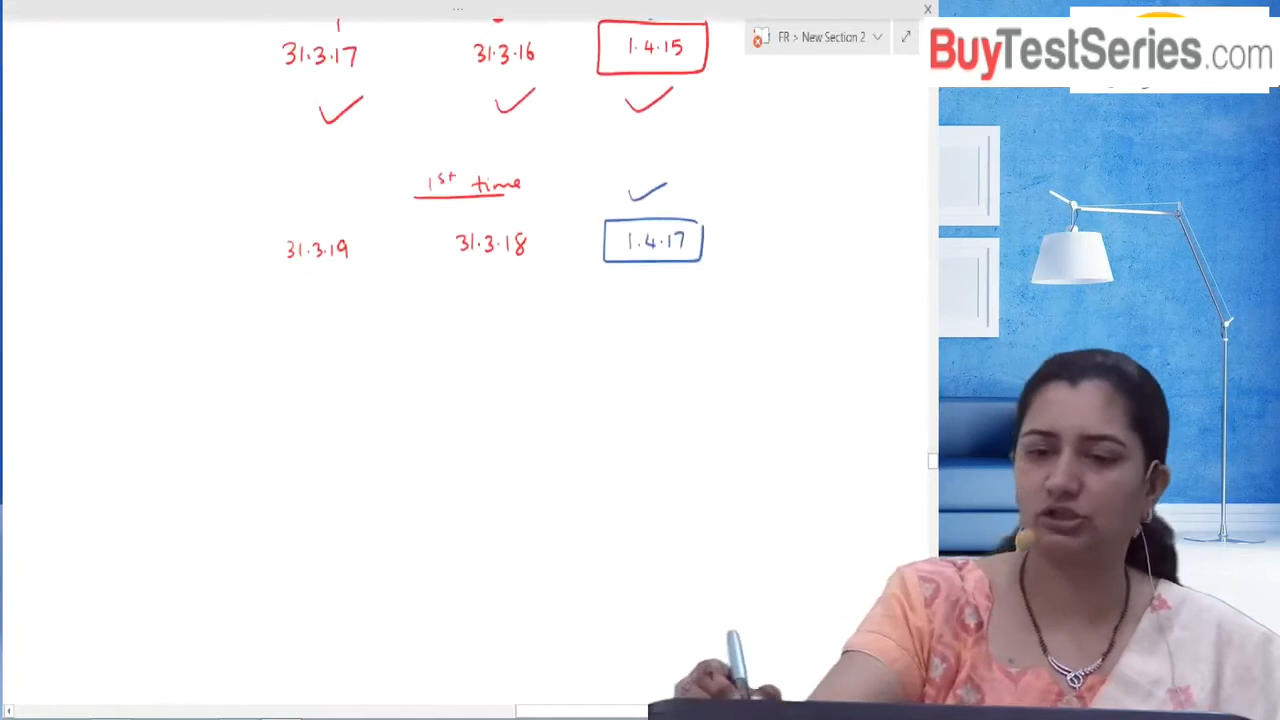 FR > New Section 2
BuyTestSeries.com
31.3.17 31.3.16 1.4.15
1st time
31.3.19 31.3.18 1.4.17